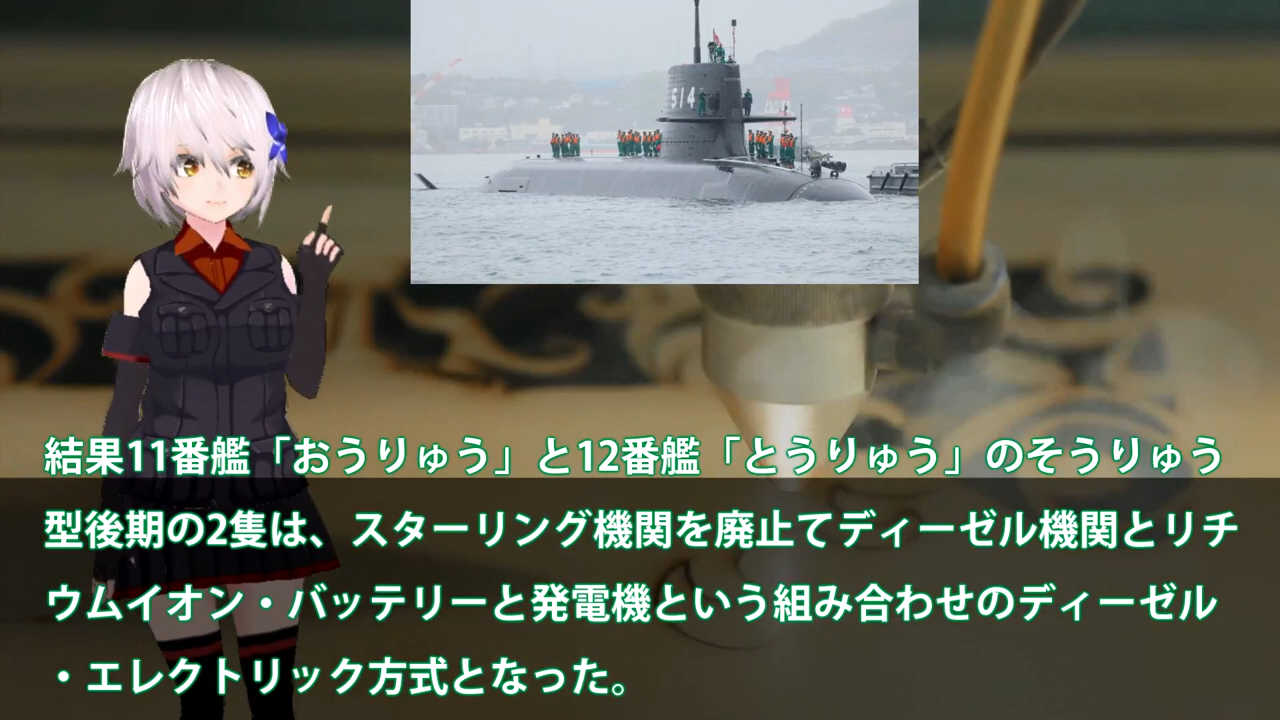 514
結果11番艦「おうりゅう」と12番艦「とうりゅう」のそうりゅう
型後期の2隻は、スターリング機関を廃止てディーゼル機関とリチ
ウムイオン・バッテリーと発電機という組み合わせのディーゼル
・エレクトリック方式となった。